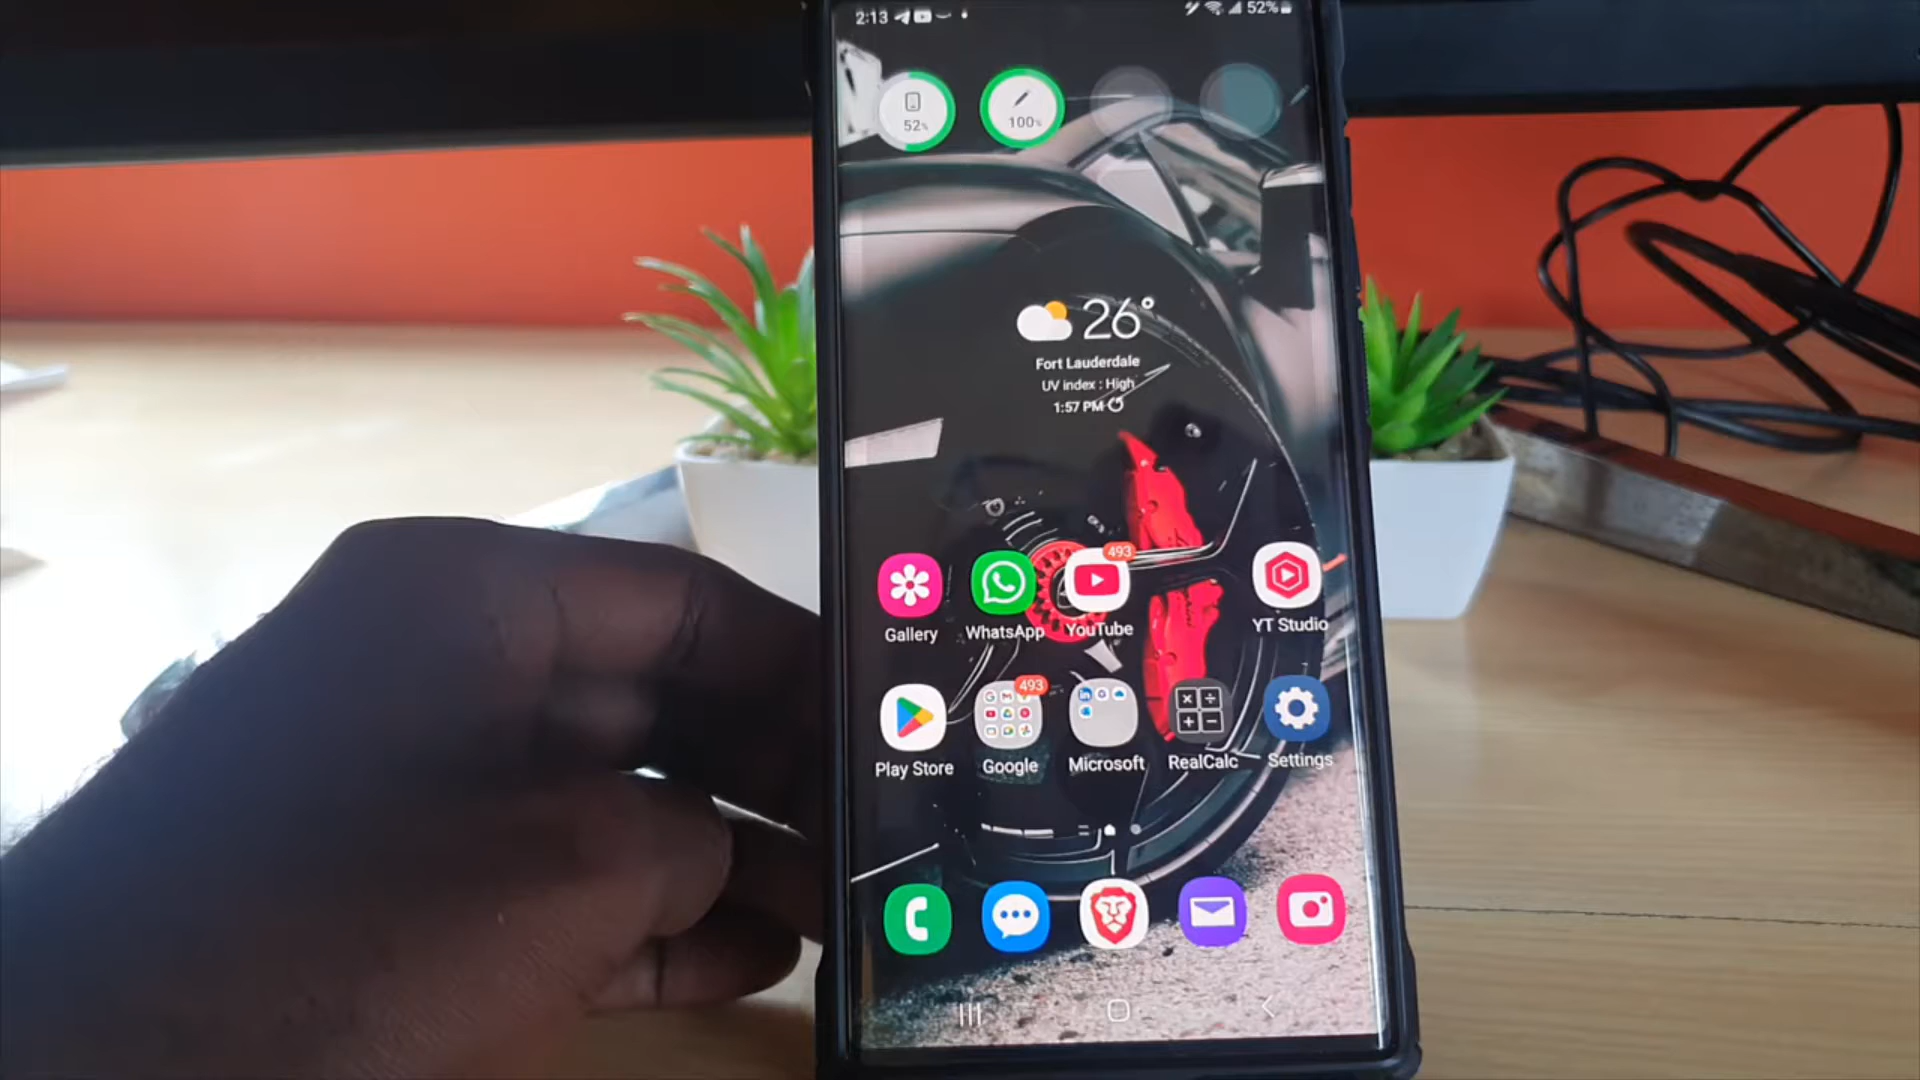 2:13
52%
52%
100%
26°
Fort Lauderdale
UV index : High
1:57 PM
493
Gallery
WhatsApp
YouTube
YT Studio
493
Play Store
Google
Microsoft
RealCalc
Settings